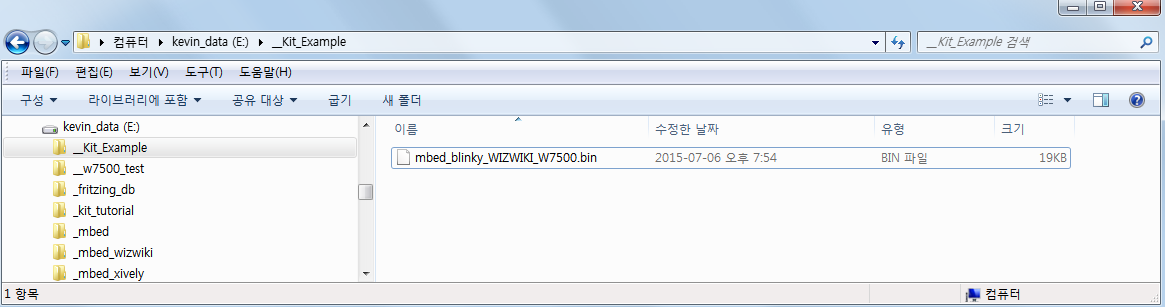 컴퓨터 ▸ kevin_data (E:) ▸ __Kit_Example
__Kit_Example 검색
파일(F) 편집(E) 보기(V) 도구(T) 도움말(H)
구성 라이브러리에 포함 공유 대상 굽기 새 폴더
kevin_data (E:)
__Kit_Example
__w7500_test
_fritzing_db
_kit_tutorial
_mbed
_mbed_wizwiki
_mbed_xively
이름 수정한 날짜 유형 크기
mbed_blinky_WIZWIKI_W7500.bin 2015-07-06 오후 7:54 BIN 파일 19KB
1 항목
컴퓨터